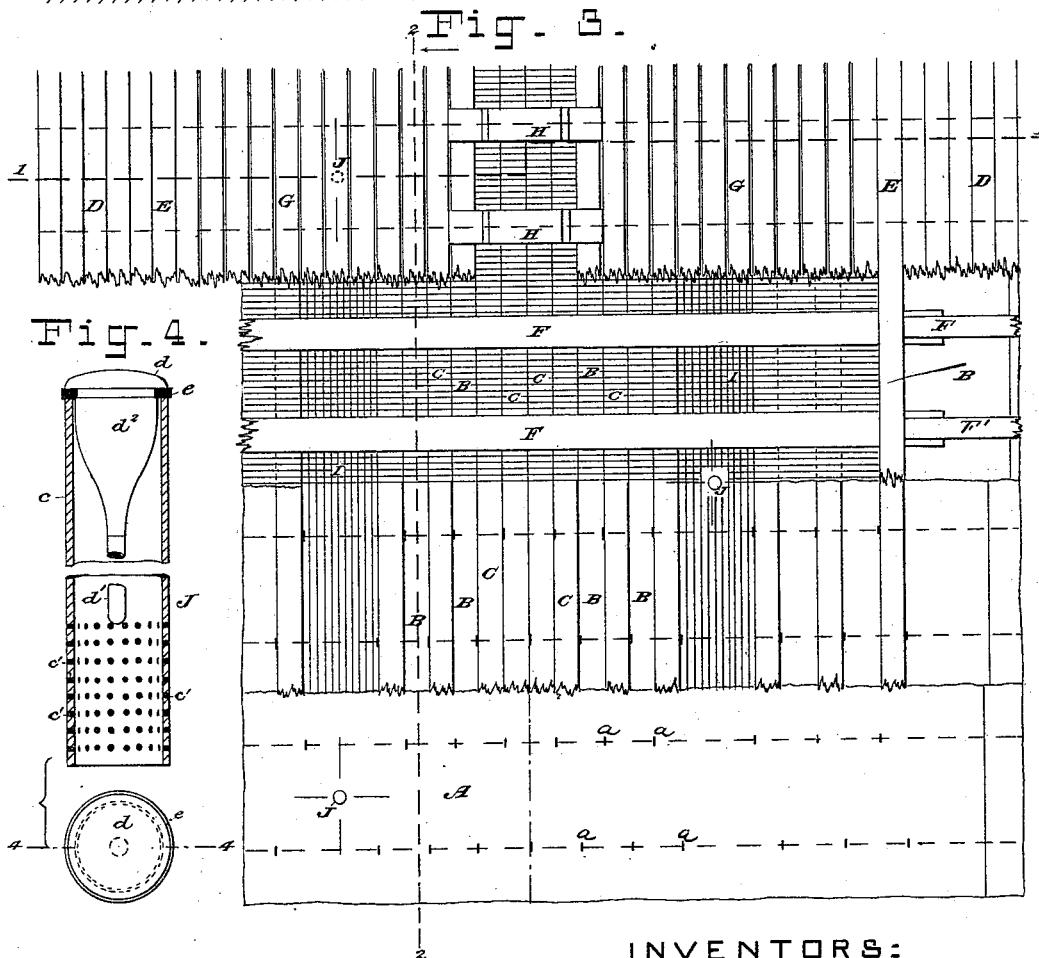 Fig. 3.
2
H
1 D E G J G E D
H
Fig. 4.
F F
d
e
C B C B I B
d² C C
F F'
c I
J
d' J
C
C B B
c' B B
c'
c'
a a
A
J
e
d a a
4 4
2
INVENTORS: